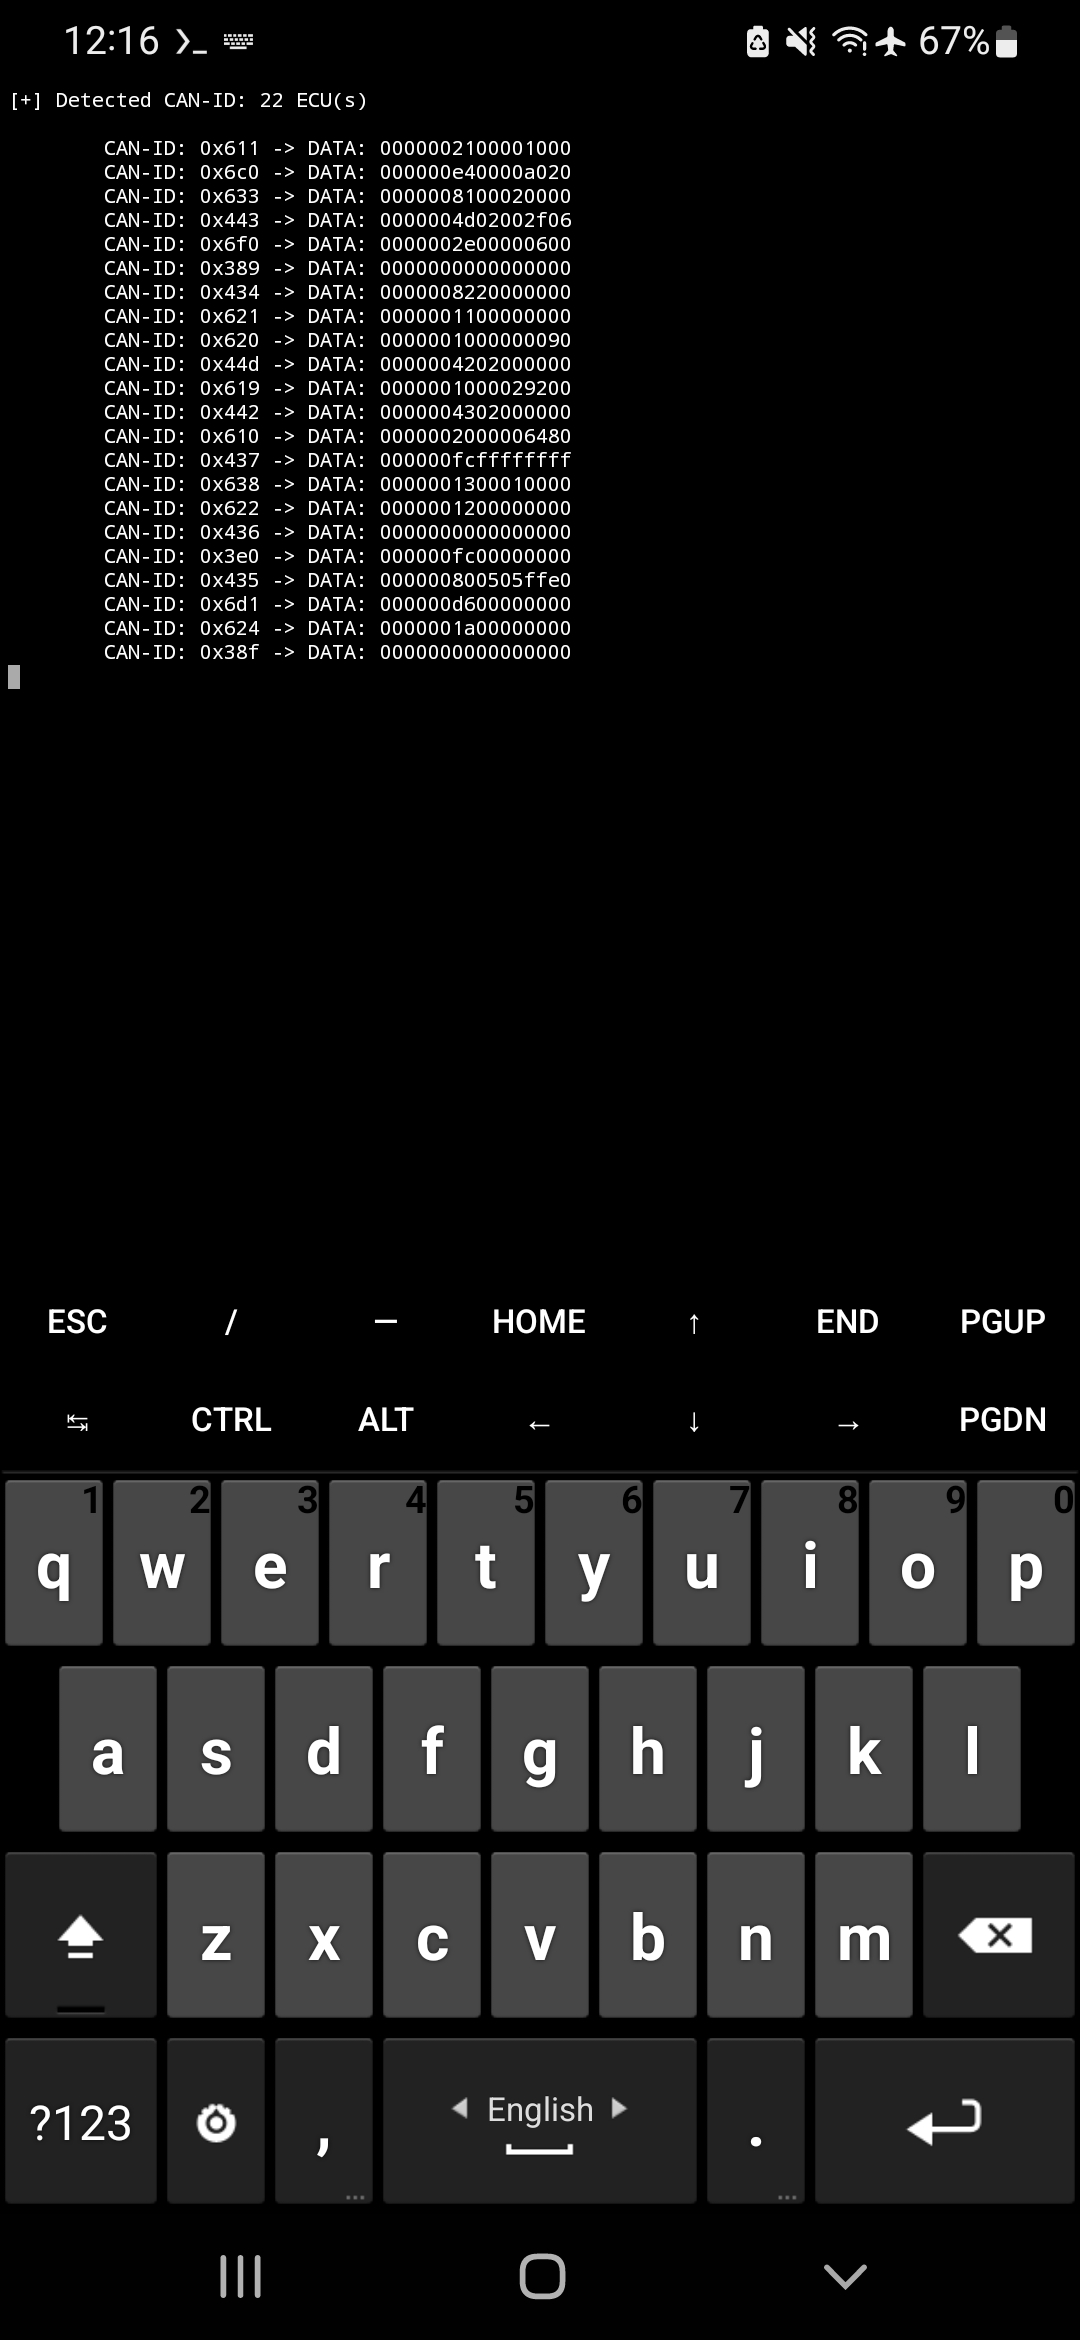 12:16 67%
[+] Detected CAN-ID: 22 ECU(s)
CAN-ID: 0x611 -> DATA: 0000002100001000
CAN-ID: 0x6c0 -> DATA: 000000e40000a020
CAN-ID: 0x633 -> DATA: 0000008100020000
CAN-ID: 0x443 -> DATA: 0000004d02002f06
CAN-ID: 0x6f0 -> DATA: 0000002e00000600
CAN-ID: 0x389 -> DATA: 0000000000000000
CAN-ID: 0x434 -> DATA: 0000008220000000
CAN-ID: 0x621 -> DATA: 0000001100000000
CAN-ID: 0x620 -> DATA: 0000001000000090
CAN-ID: 0x44d -> DATA: 0000004202000000
CAN-ID: 0x619 -> DATA: 0000001000029200
CAN-ID: 0x442 -> DATA: 0000004302000000
CAN-ID: 0x610 -> DATA: 0000002000006480
CAN-ID: 0x437 -> DATA: 000000fcffffffff
CAN-ID: 0x638 -> DATA: 0000001300010000
CAN-ID: 0x622 -> DATA: 0000001200000000
CAN-ID: 0x436 -> DATA: 0000000000000000
CAN-ID: 0x3e0 -> DATA: 000000fc00000000
CAN-ID: 0x435 -> DATA: 000000800505ffe0
CAN-ID: 0x6d1 -> DATA: 000000d600000000
CAN-ID: 0x624 -> DATA: 0000001a00000000
CAN-ID: 0x38f -> DATA: 0000000000000000
ESC / — HOME ↑ END PGUP
↹ CTRL ALT ← ↓ → PGDN
1 2 3 4 5 6 7 8 9 0
q w e r t y u i o p
a s d f g h j k l
z x c v b n m
?123 , English .